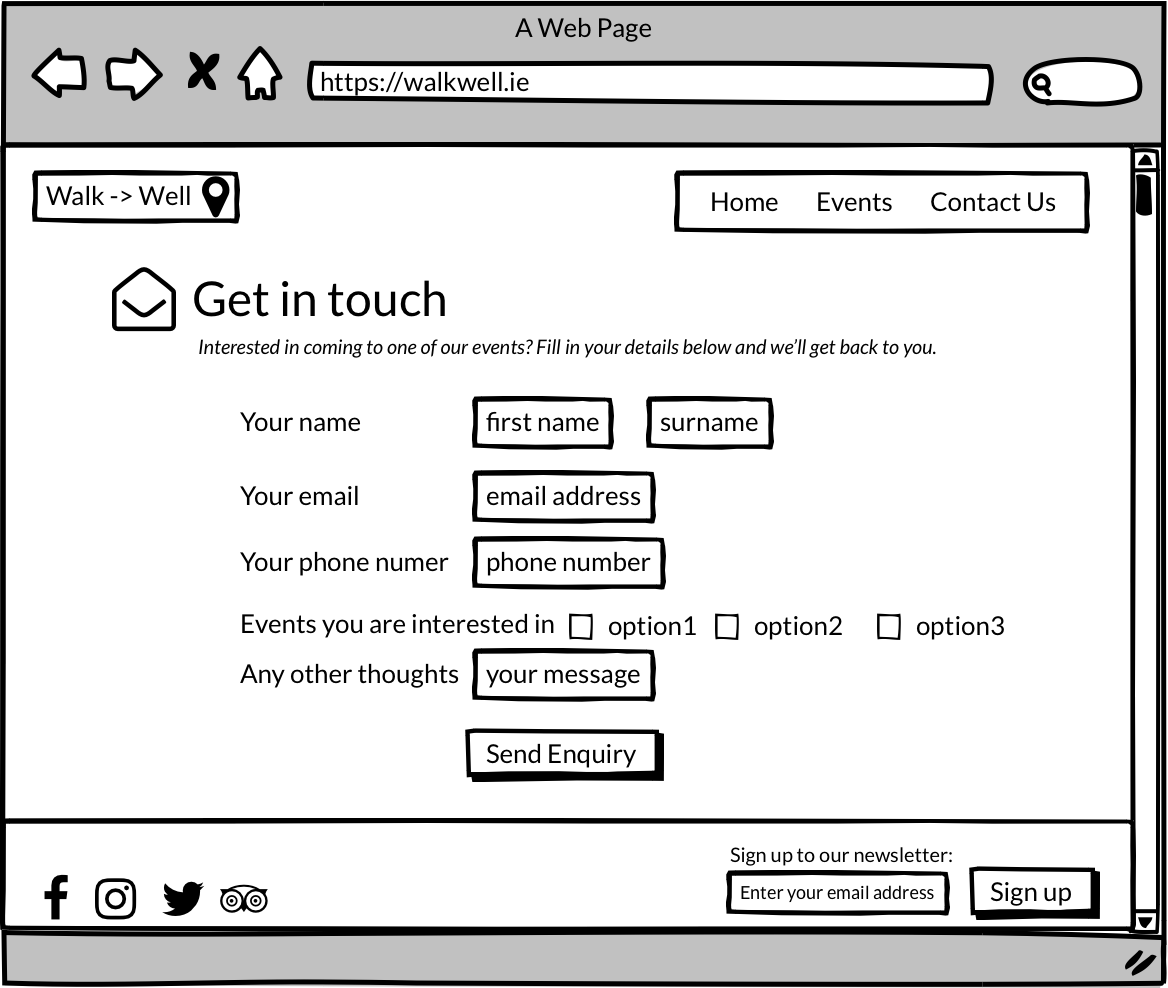 A Web Page
https://walkwell.ie
Walk -> Well
Home Events Contact Us
Get in touch
Interested in coming to one of our events? Fill in your details below and we'll get back to you.
Your name first name surname
Your email email address
Your phone numer phone number
Events you are interested in option1 option2 option3
Any other thoughts your message
Send Enquiry
Sign up to our newsletter:
Enter your email address Sign up